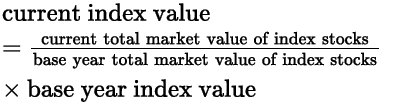 current index value
= current total market value of index stocks / base year total market value of index stocks
× base year index value